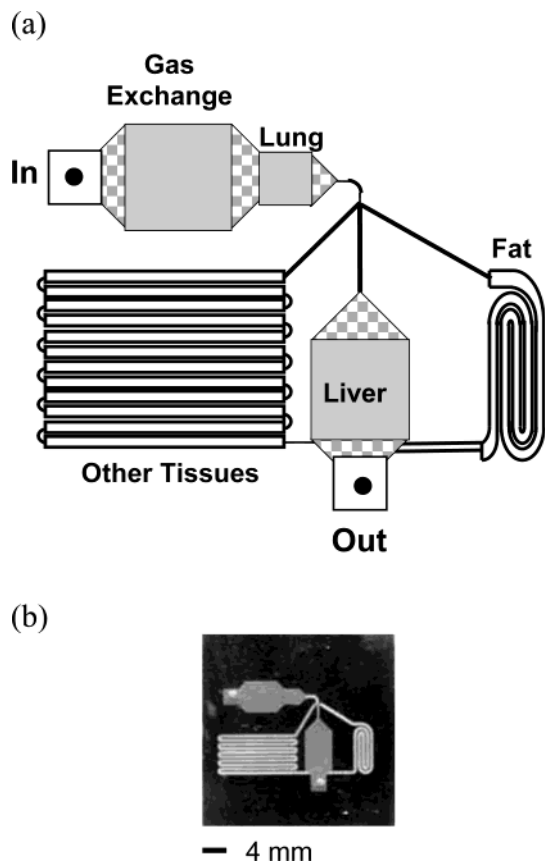 (a)
Gas
Exchange
Lung
In
Fat
Liver
Other Tissues
Out
(b)
4 mm